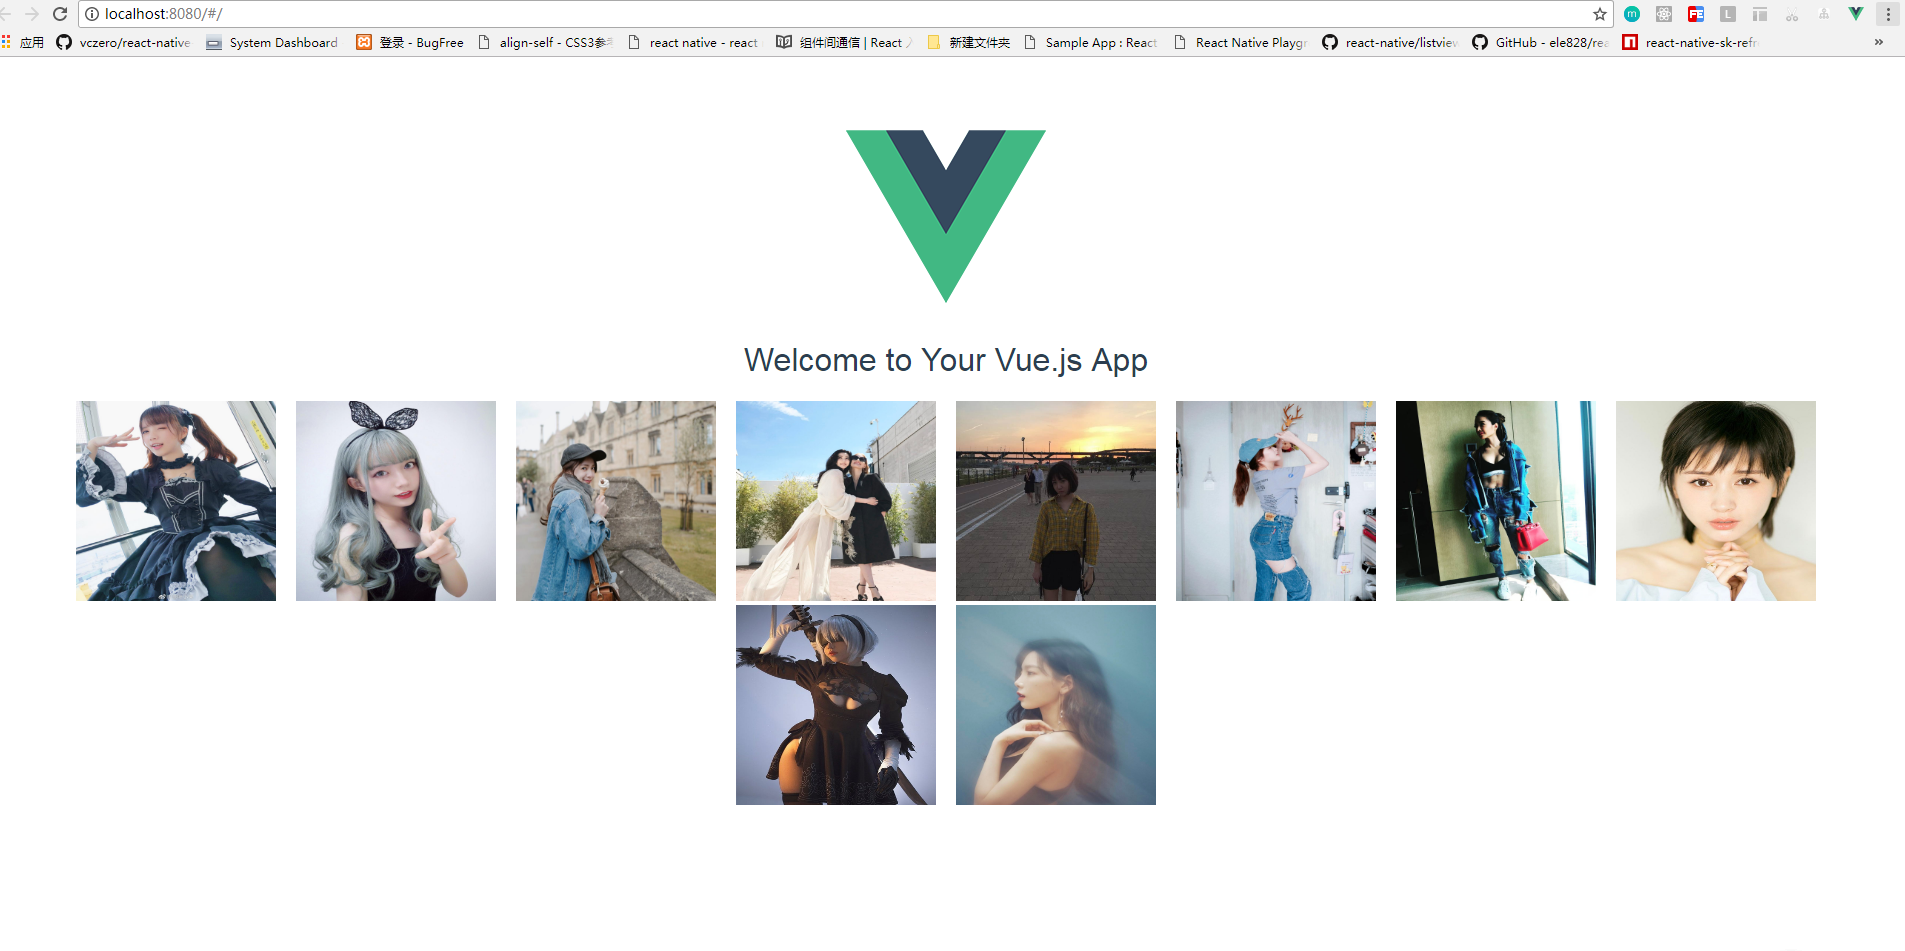 localhost:8080/#/
应用 vczero/react-native System Dashboard 登录 - BugFree align-self - CSS3参考 react native - react 组件间通信 | React 新建文件夹 Sample App : React React Native Playgr react-native/listview GitHub - ele828/rea react-native-sk-refr »
Welcome to Your Vue.js App